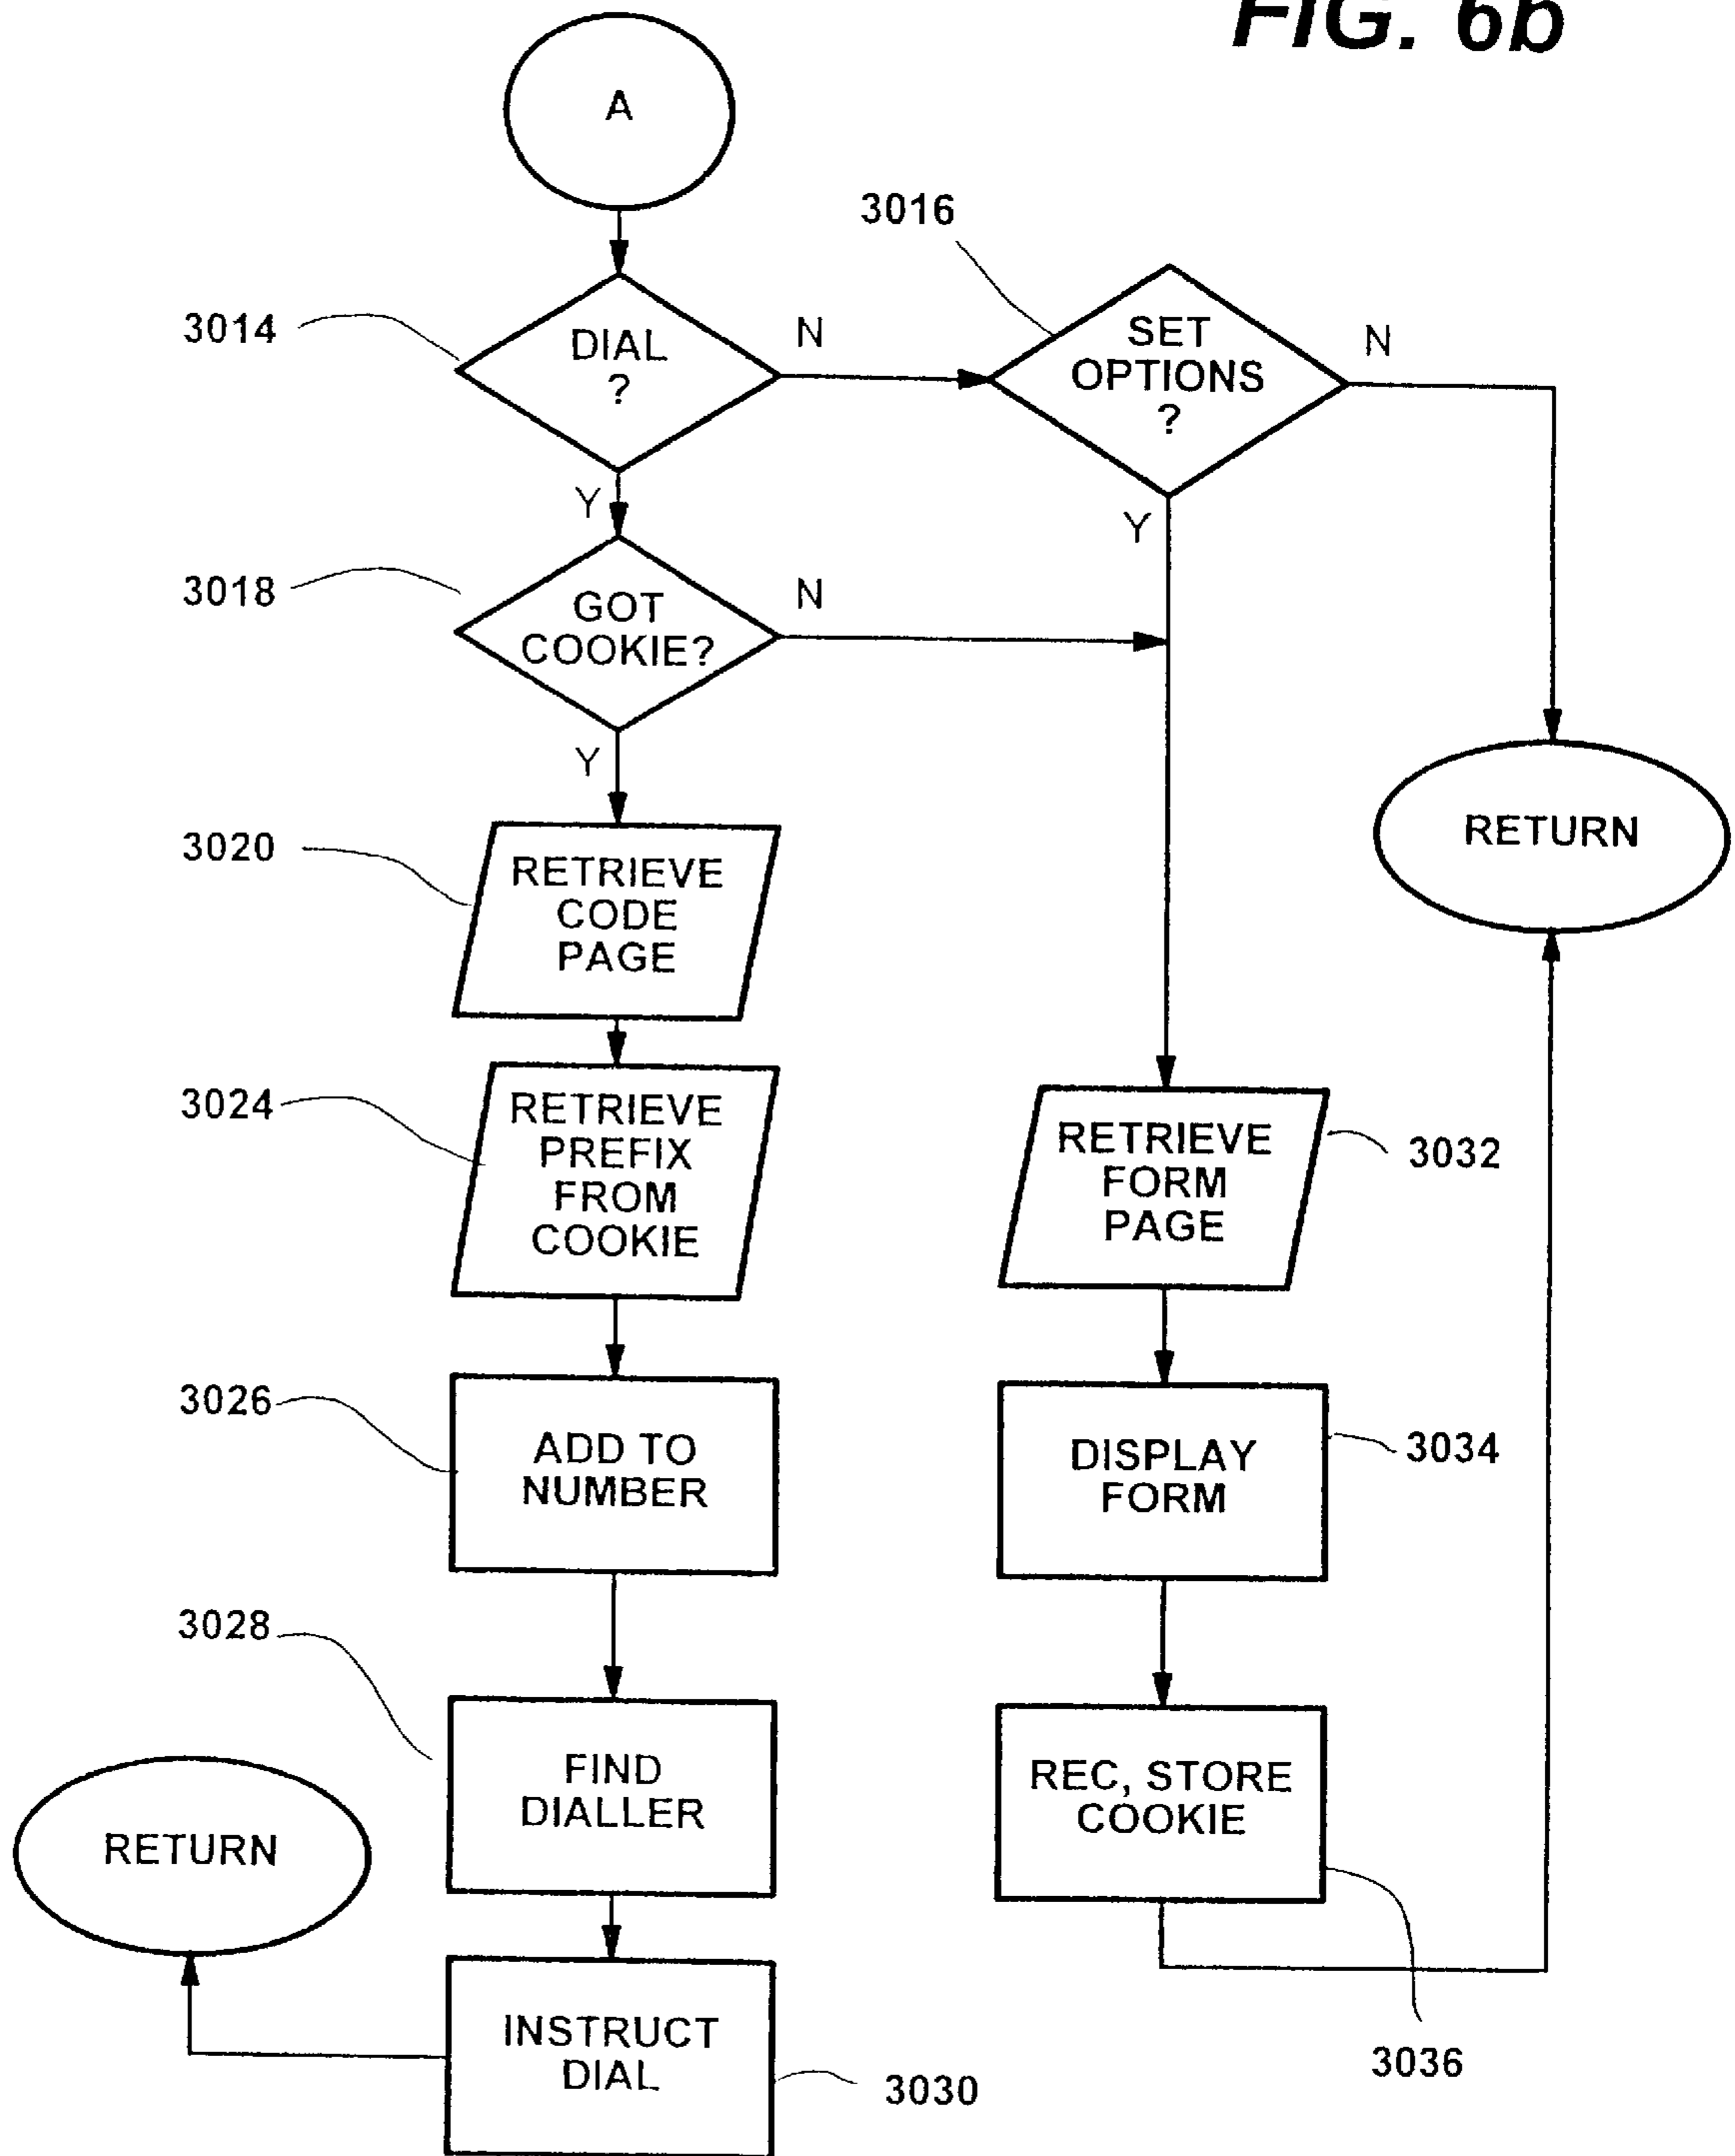 FIG. 6b
A
3016
3014
DIAL
?
N
SET
OPTIONS
?
N
Y
Y
3018
GOT
COOKIE?
N
Y
3020
RETRIEVE
CODE
PAGE
RETURN
3024
RETRIEVE
PREFIX
FROM
COOKIE
RETRIEVE
FORM
PAGE
3032
3026
ADD TO
NUMBER
DISPLAY
FORM
3034
3028
FIND
DIALLER
REC, STORE
COOKIE
RETURN
INSTRUCT
DIAL
3030
3036